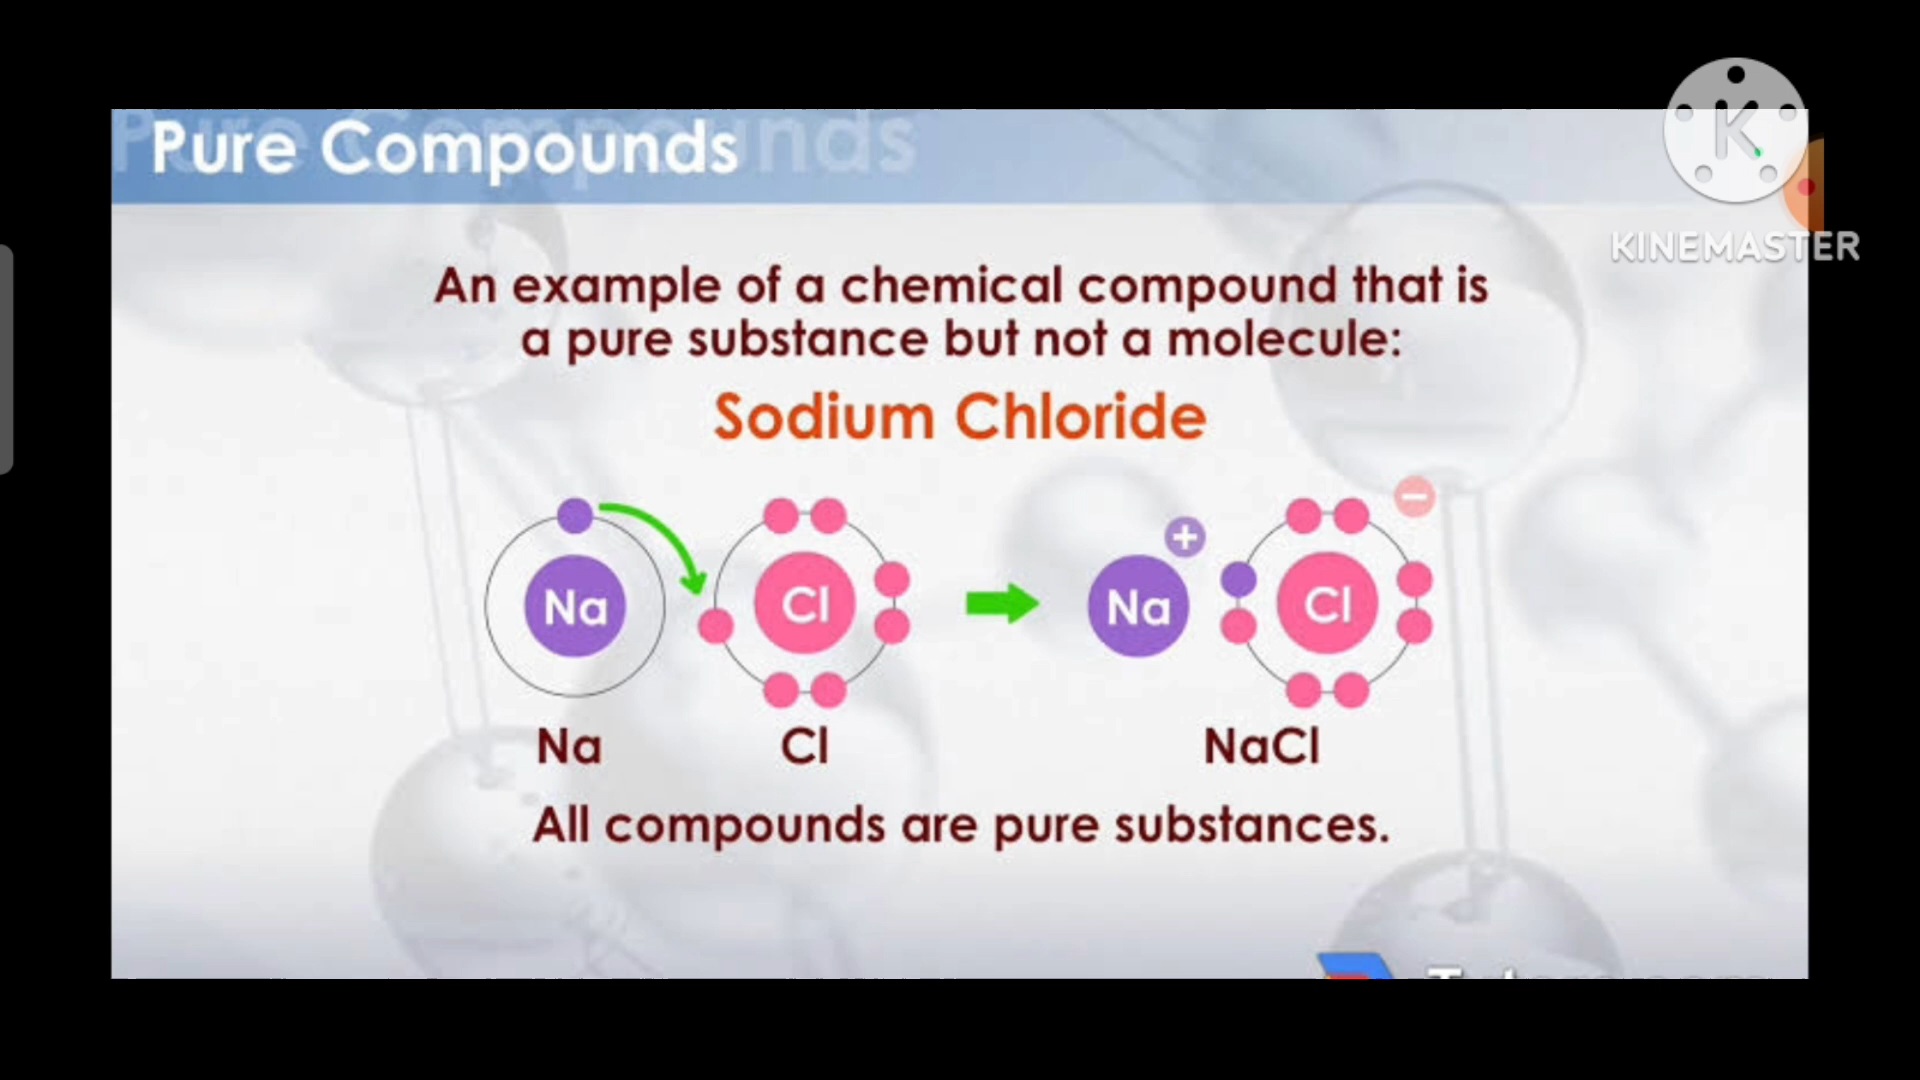 Pure Compounds
K
KINEMASTER
An example of a chemical compound that is
a pure substance but not a molecule:
Sodium Chloride
Na
Cl
+
Na
−
Cl
Na
Cl
NaCl
All compounds are pure substances.